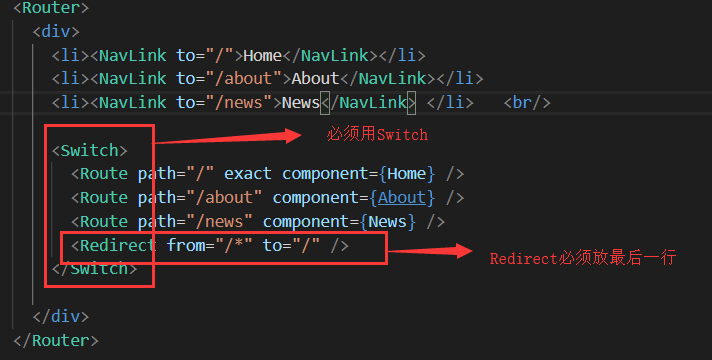 <Router>
<div>
<li><NavLink to="/">Home</NavLink></li>
<li><NavLink to="/about">About</NavLink></li>
<li><NavLink to="/news">News</NavLink> </li> <br/>
必须用Switch
<Switch>
<Route path="/" exact component={Home} />
<Route path="/about" component={About} />
<Route path="/news" component={News} />
<Redirect from="/*" to="/" />
Redirect必须放最后一行
</Switch>
</div>
</Router>